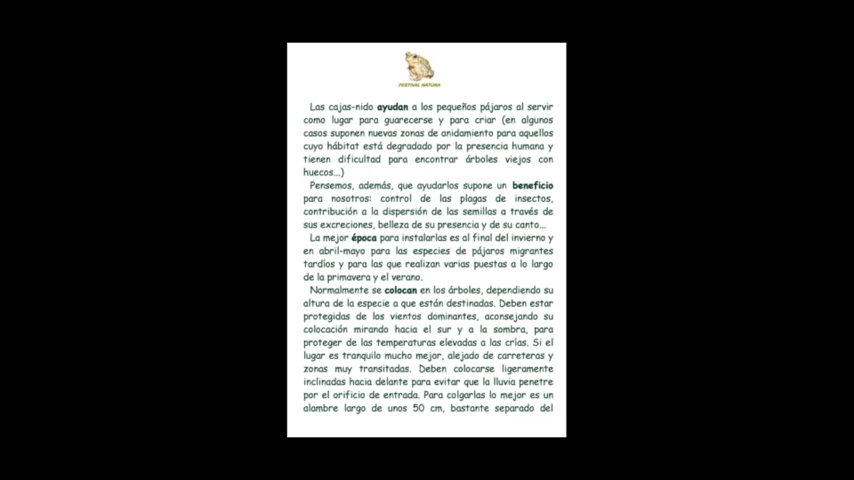 FESTIVAL NATURA
Las cajas-nido ayudan a los pequeños pájaros al servir
como lugar para guarecerse y para criar (en algunos
casos suponen nuevas zonas de anidamiento para aquellos
cuyo hábitat está degradado por la presencia humana y
tienen dificultad para encontrar árboles viejos con
huecos...)
Pensemos, además, que ayudarlos supone un beneficio
para nosotros: control de las plagas de insectos,
contribución a la dispersión de las semillas a través de
sus excreciones, belleza de su presencia y de su canto...
La mejor época para instalarlas es al final del invierno y
en abril-mayo para las especies de pájaros migrantes
tardíos y para las que realizan varias puestas a lo largo
de la primavera y el verano.
Normalmente se colocan en los árboles, dependiendo su
altura de la especie a que están destinadas. Deben estar
protegidas de los vientos dominantes, aconsejando su
colocación mirando hacia el sur y a la sombra, para
proteger de las temperaturas elevadas a las crías. Si el
lugar es tranquilo mucho mejor, alejado de carreteras y
zonas muy transitadas. Deben colocarse ligeramente
inclinadas hacia delante para evitar que la lluvia penetre
por el orificio de entrada. Para colgarlas lo mejor es un
alambre largo de unos 50 cm, bastante separado del